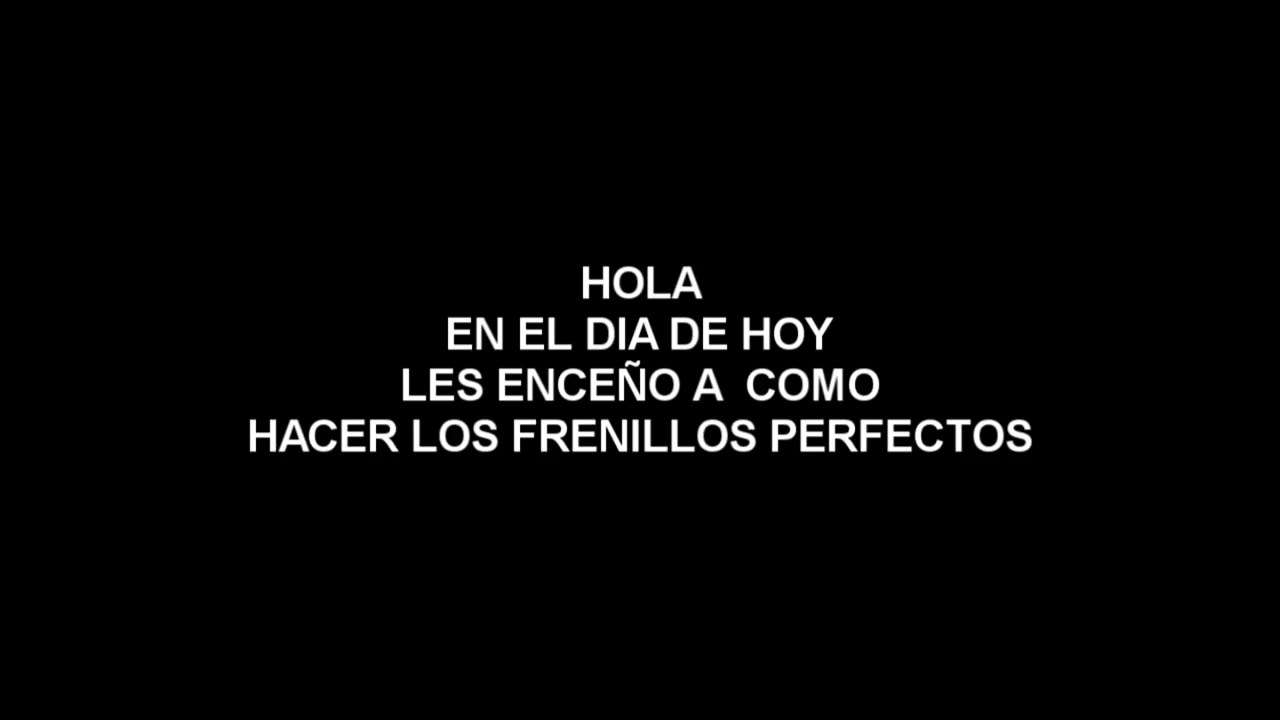 HOLA
EN EL DIA DE HOY
LES ENCEÑO A  COMO
HACER LOS FRENILLOS PERFECTOS